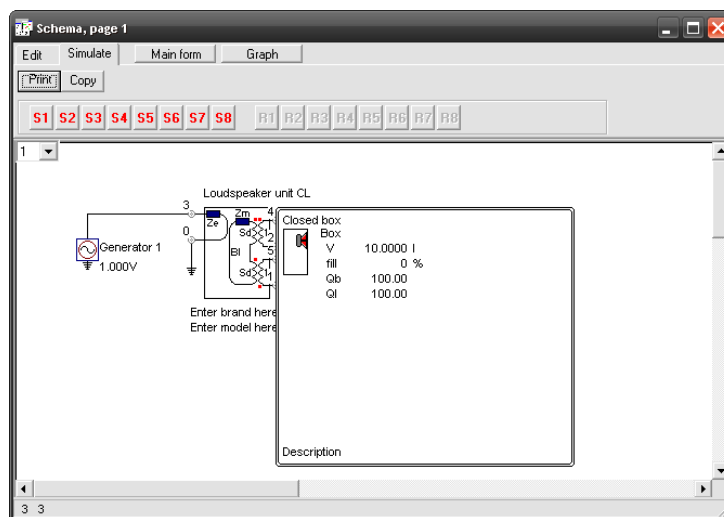 Schema, page 1
Edit Simulate Main form Graph
Print Copy
S1 S2 S3 S4 S5 S6 S7 S8 R1 R2 R3 R4 R5 R6 R7 R8
1
Loudspeaker unit CL
3 Ze Zm 4
Sd 1
0 2
Bl 5
Sd 1
1
Generator 1
1.000V
Enter brand here
Enter model here
Closed box
Box
V 10.0000 l
fill 0 %
Qb 100.00
Ql 100.00
Description
3 3